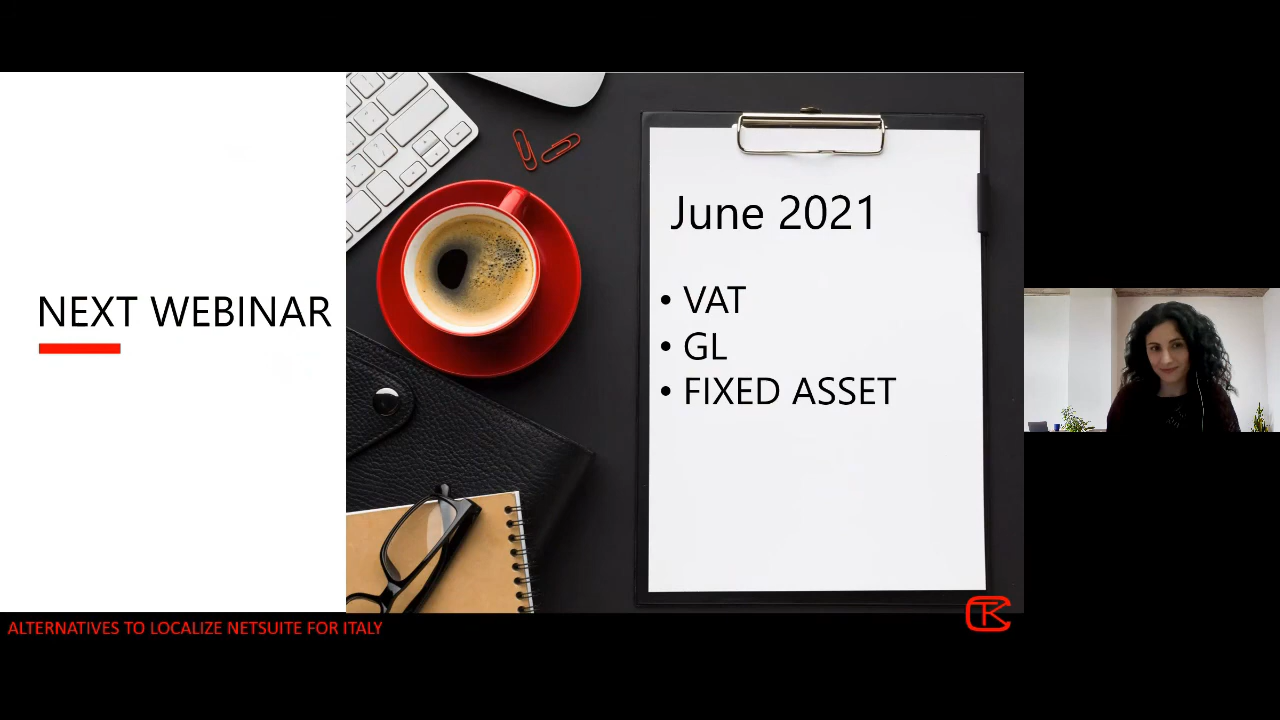 NEXT WEBINAR
June 2021
• VAT
• GL
• FIXED ASSET
ALTERNATIVES TO LOCALIZE NETSUITE FOR ITALY